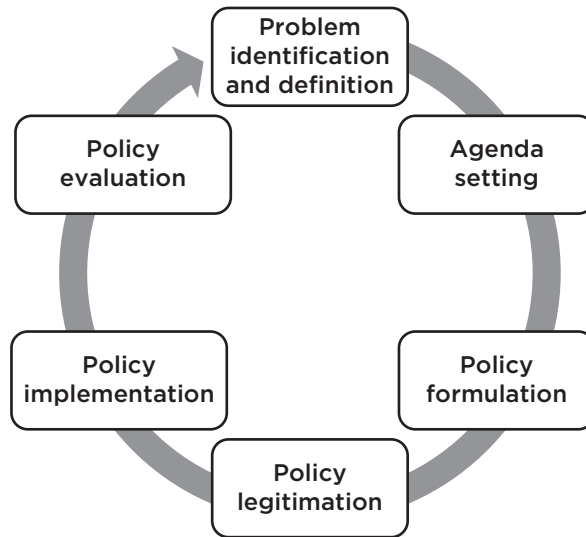 Problem
identification
and definition
Agenda
setting
Policy
formulation
Policy
legitimation
Policy
implementation
Policy
evaluation